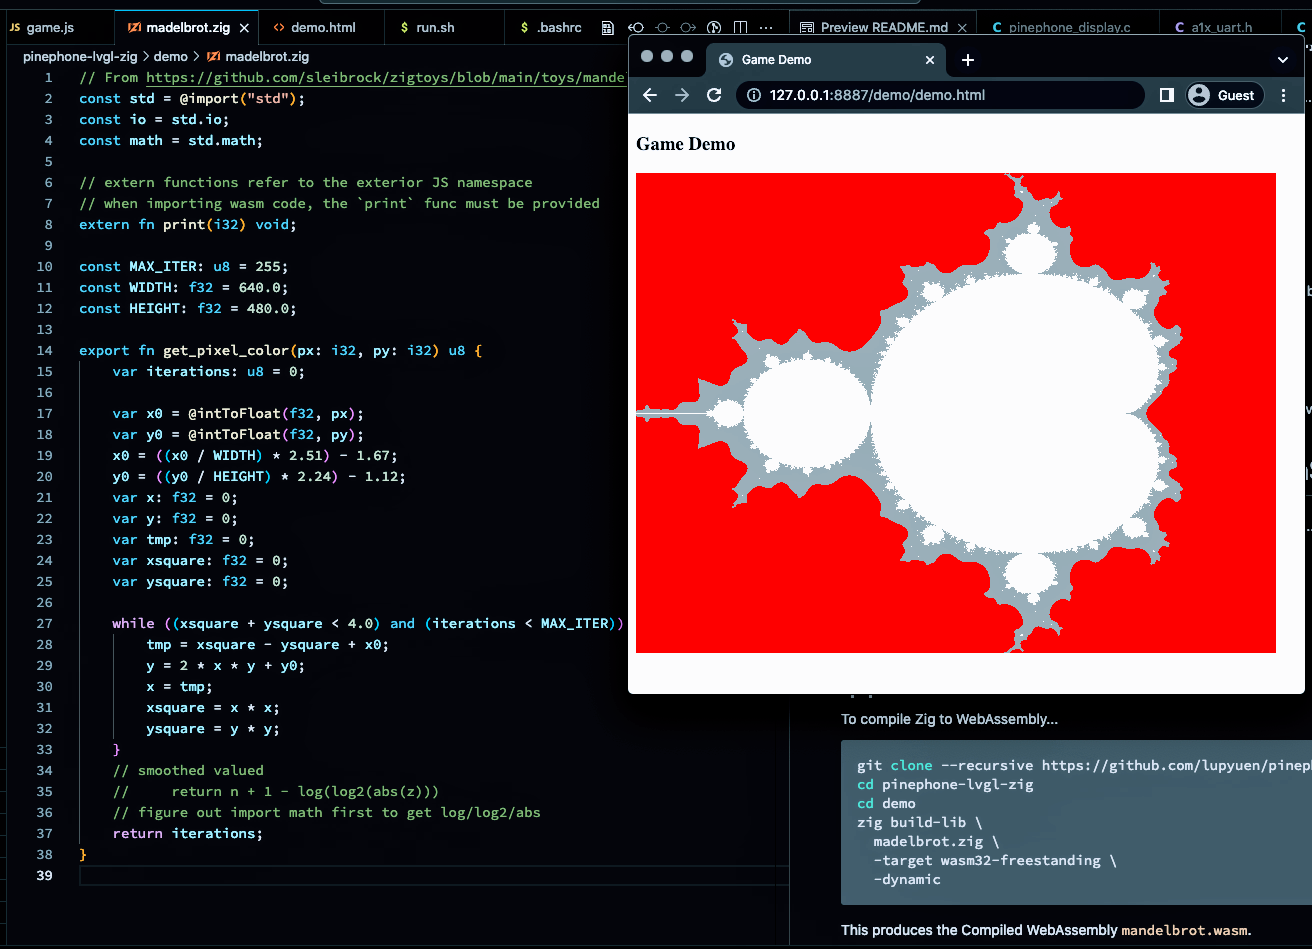 game.js
madelbrot.zig
demo.html
run.sh
.bashrc
Preview README.md
pinephone_display.c
a1x_uart.h
pinephone-lvgl-zig > demo > madelbrot.zig
1 // From https://github.com/sleibrock/zigtoys/blob/main/toys/mandel
2 const std = @import("std");
3 const io = std.io;
4 const math = std.math;
5
6 // extern functions refer to the exterior JS namespace
7 // when importing wasm code, the `print` func must be provided
8 extern fn print(i32) void;
9
10 const MAX_ITER: u8 = 255;
11 const WIDTH: f32 = 640.0;
12 const HEIGHT: f32 = 480.0;
13
14 export fn get_pixel_color(px: i32, py: i32) u8 {
15 var iterations: u8 = 0;
16
17 var x0 = @intToFloat(f32, px);
18 var y0 = @intToFloat(f32, py);
19 x0 = ((x0 / WIDTH) * 2.51) - 1.67;
20 y0 = ((y0 / HEIGHT) * 2.24) - 1.12;
21 var x: f32 = 0;
22 var y: f32 = 0;
23 var tmp: f32 = 0;
24 var xsquare: f32 = 0;
25 var ysquare: f32 = 0;
26
27 while ((xsquare + ysquare < 4.0) and (iterations < MAX_ITER))
28 tmp = xsquare - ysquare + x0;
29 y = 2 * x * y + y0;
30 x = tmp;
31 xsquare = x * x;
32 ysquare = y * y;
33 }
34 // smoothed valued
35 // return n + 1 - log(log2(abs(z)))
36 // figure out import math first to get log/log2/abs
37 return iterations;
38 }
39
Game Demo
127.0.0.1:8887/demo/demo.html
Guest
Game Demo
To compile Zig to WebAssembly...
git clone --recursive https://github.com/lupyuen/pineph
cd pinephone-lvgl-zig
cd demo
zig build-lib \
madelbrot.zig \
-target wasm32-freestanding \
-dynamic
This produces the Compiled WebAssembly mandelbrot.wasm.